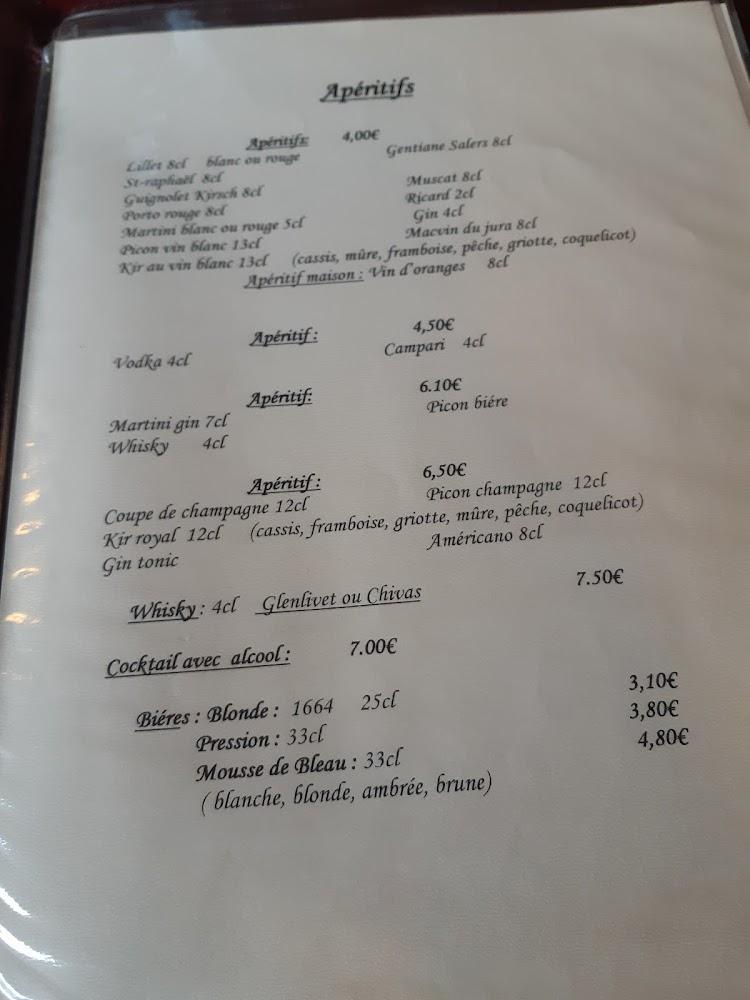 Apéritifs
Apéritifs: 4,00€
Lillet 8cl blanc ou rouge Gentiane Salers 8cl
St-raphaël 8cl
Guignolet Kirsch 8cl Muscat 8cl
Porto rouge 8cl Ricard 2cl
Martini blanc ou rouge 5cl Gin 4cl
Picon vin blanc 13cl Macvin du jura 8cl
Kir au vin blanc 13cl (cassis, mûre, framboise, pêche, griotte, coquelicot)
Apéritif maison : Vin d'oranges 8cl
Apéritif : 4,50€
Vodka 4cl Campari 4cl
Apéritif: 6.10€
Martini gin 7cl Picon biére
Whisky 4cl
Apéritif : 6,50€
Coupe de champagne 12cl Picon champagne 12cl
Kir royal 12cl (cassis, framboise, griotte, mûre, pêche, coquelicot)
Gin tonic Américano 8cl
Whisky : 4cl Glenlivet ou Chivas 7.50€
Cocktail avec alcool : 7.00€
Biéres : Blonde : 1664 25cl 3,10€
Pression : 33cl 3,80€
Mousse de Bleau : 33cl 4,80€
( blanche, blonde, ambrée, brune)